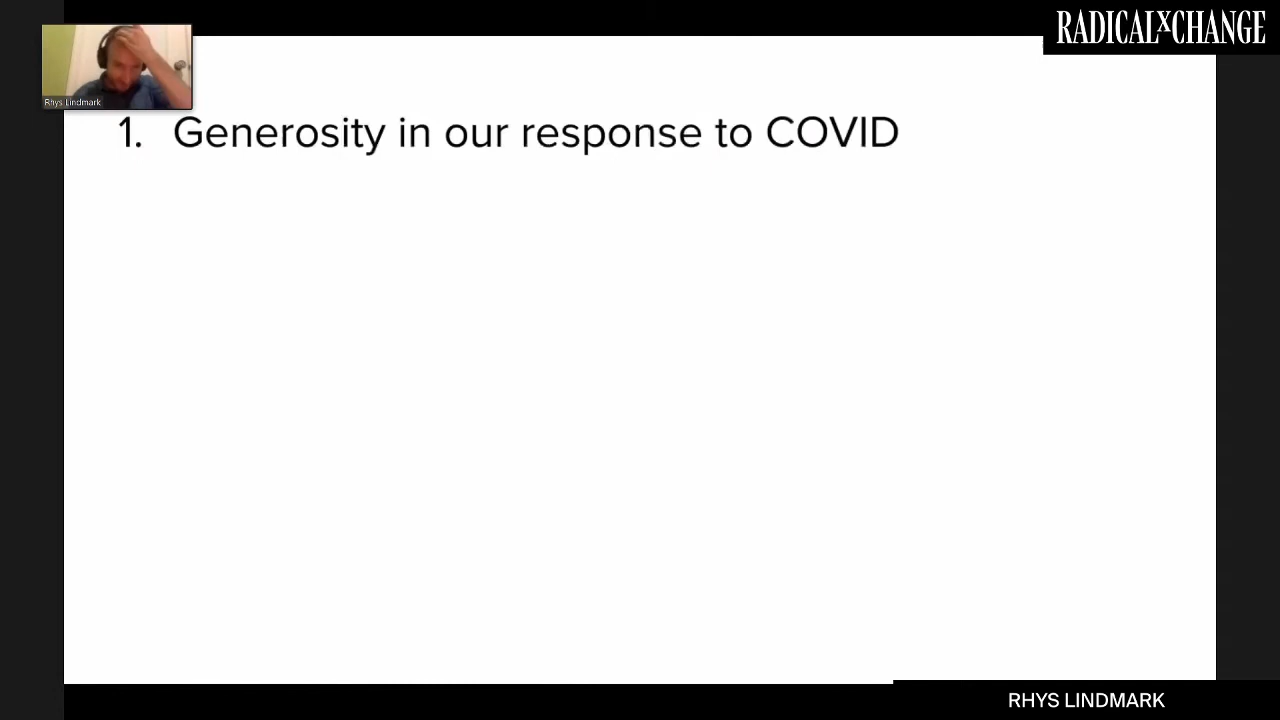 RADICALXCHANGE
Rhys Lindmark
1. Generosity in our response to COVID
RHYS LINDMARK